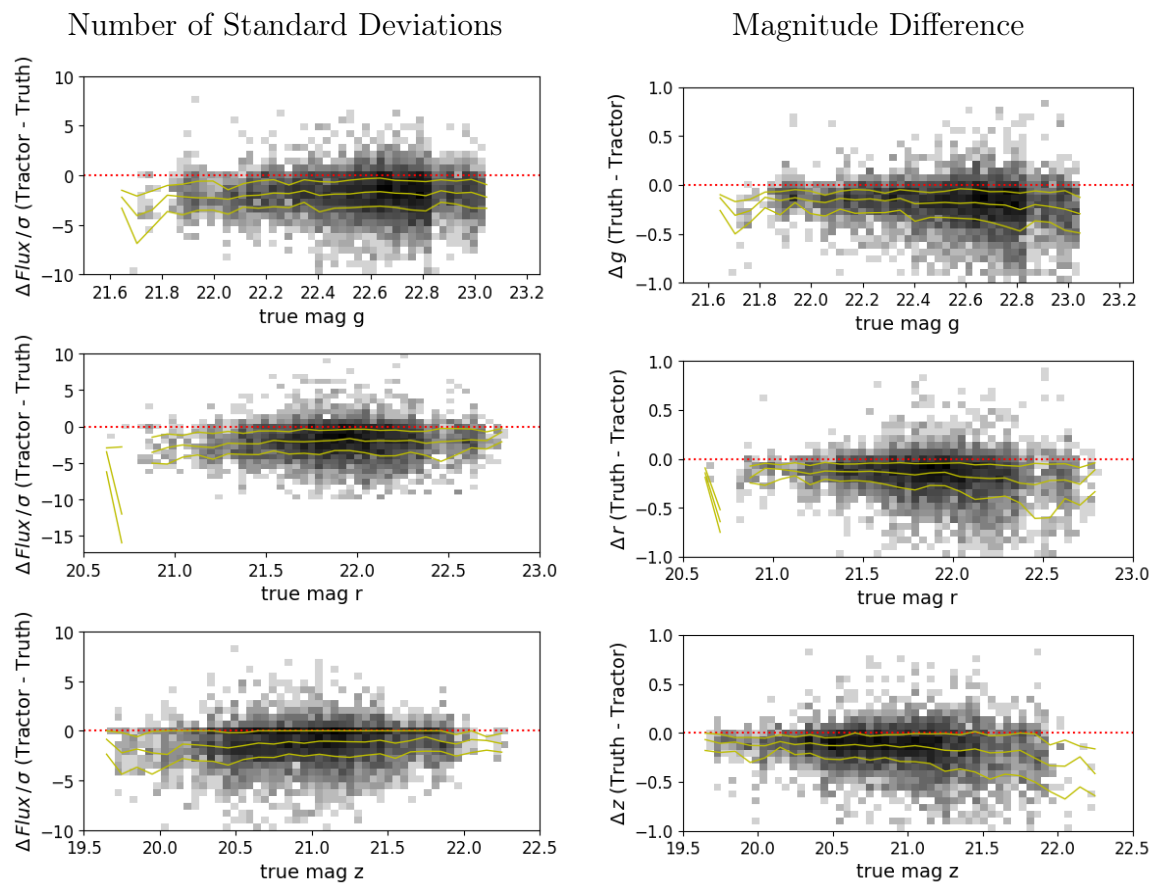 Number of Standard Deviations
Magnitude Difference
Δ Flux / σ (Tractor - Truth)
10
5
0
−5
−10
21.6 21.8 22.0 22.2 22.4 22.6 22.8 23.0 23.2
true mag g
Δ g (Truth - Tractor)
1.0
0.5
0.0
−0.5
−1.0
21.6 21.8 22.0 22.2 22.4 22.6 22.8 23.0 23.2
true mag g
Δ Flux / σ (Tractor - Truth)
10
5
0
−5
−10
−15
20.5 21.0 21.5 22.0 22.5 23.0
true mag r
Δ r (Truth - Tractor)
1.0
0.5
0.0
−0.5
−1.0
20.5 21.0 21.5 22.0 22.5 23.0
true mag r
Δ Flux / σ (Tractor - Truth)
10
5
0
−5
−10
19.5 20.0 20.5 21.0 21.5 22.0 22.5
true mag z
Δ z (Truth - Tractor)
1.0
0.5
0.0
−0.5
−1.0
19.5 20.0 20.5 21.0 21.5 22.0 22.5
true mag z